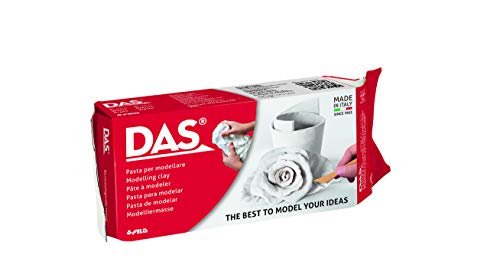 DAS®
Pasta per modellare
Modelling clay
Pâte à modeler
Pasta para modelar
Pasta de modelar
Modelliermasse
MADE
IN ITALY
SINCE 1962
THE BEST TO MODEL YOUR IDEAS
FILA